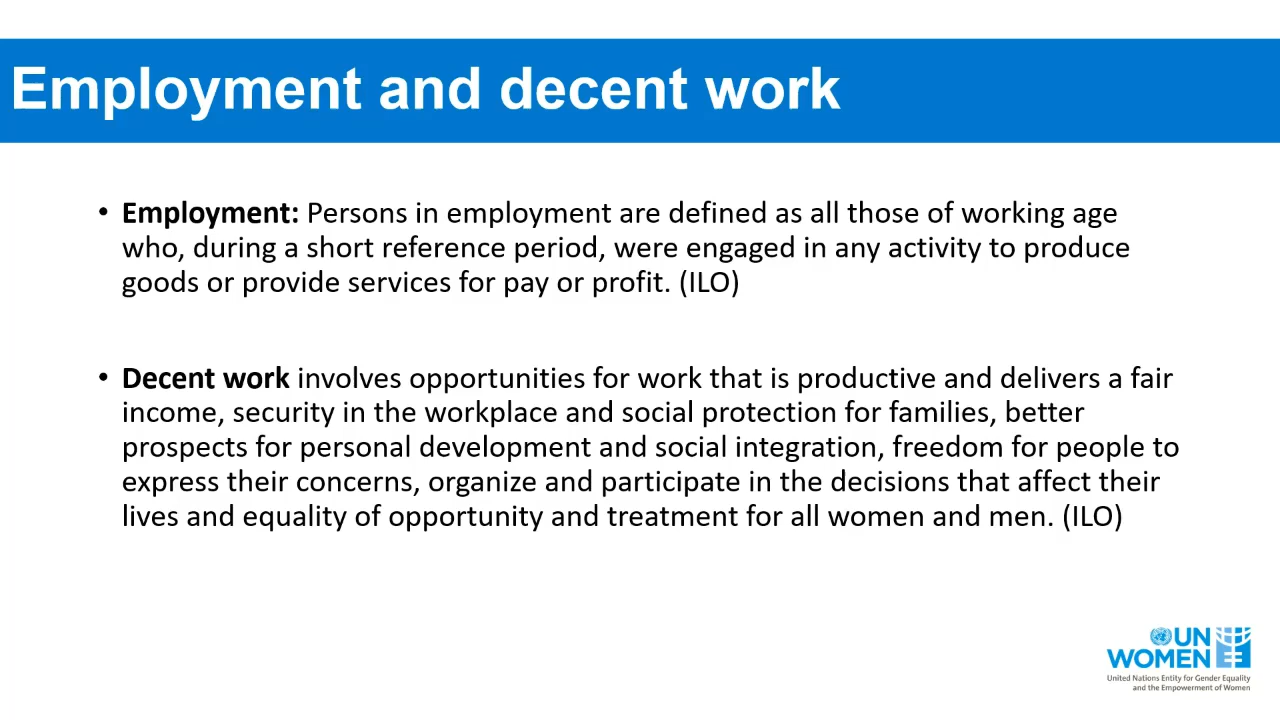 Employment and decent work
• Employment: Persons in employment are defined as all those of working age
who, during a short reference period, were engaged in any activity to produce
goods or provide services for pay or profit. (ILO)
• Decent work involves opportunities for work that is productive and delivers a fair
income, security in the workplace and social protection for families, better
prospects for personal development and social integration, freedom for people to
express their concerns, organize and participate in the decisions that affect their
lives and equality of opportunity and treatment for all women and men. (ILO)
UN
WOMEN
United Nations Entity for Gender Equality
and the Empowerment of Women